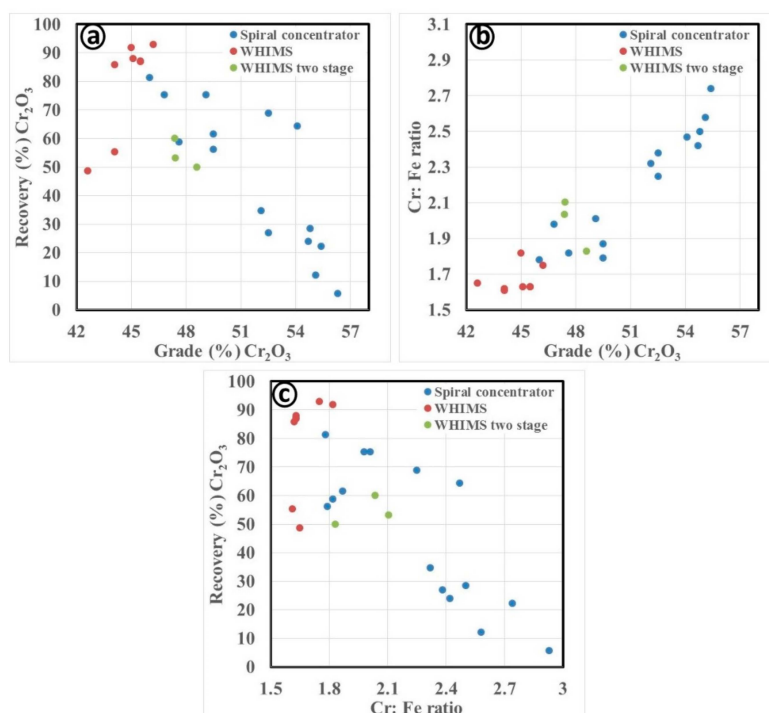 a
Spiral concentrator
WHIMS
WHIMS two stage
Recovery (%) Cr₂O₃
100
90
80
70
60
50
40
30
20
10
0
42 45 48 51 54 57
Grade (%) Cr₂O₃
b
Spiral concentrator
WHIMS
WHIMS two stage
Cr: Fe ratio
3.1
2.9
2.7
2.5
2.3
2.1
1.9
1.7
1.5
42 45 48 51 54 57
Grade (%) Cr₂O₃
c
Spiral concentrator
WHIMS
WHIMS two stage
Recovery (%) Cr₂O₃
100
90
80
70
60
50
40
30
20
10
0
1.5 1.8 2.1 2.4 2.7 3
Cr: Fe ratio